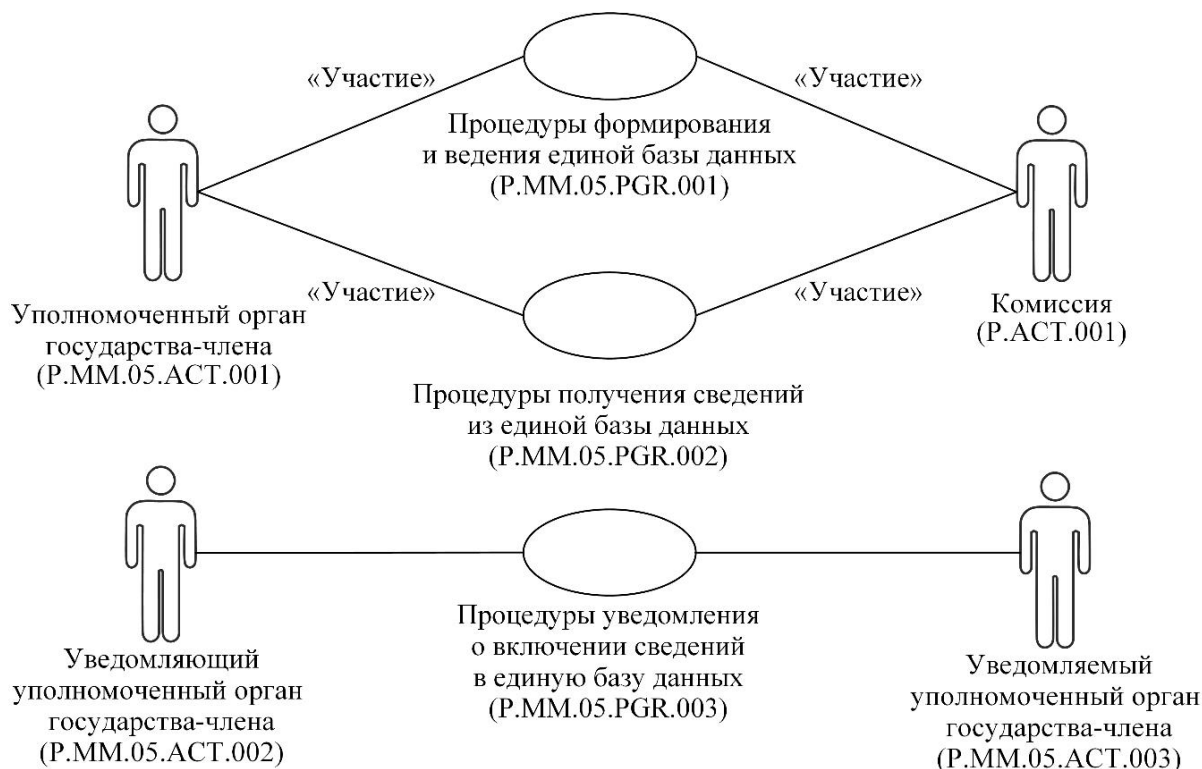 «Участие»
«Участие»
Процедуры формирования
и ведения единой базы данных
(P.MM.05.PGR.001)
«Участие»
«Участие»
Уполномоченный орган
государства-члена
(P.MM.05.ACT.001)
Комиссия
(P.ACT.001)
Процедуры получения сведений
из единой базы данных
(P.MM.05.PGR.002)
Процедуры уведомления
о включении сведений
в единую базу данных
(P.MM.05.PGR.003)
Уведомляющий
уполномоченный орган
государства-члена
(P.MM.05.ACT.002)
Уведомляемый
уполномоченный орган
государства-члена
(P.MM.05.ACT.003)